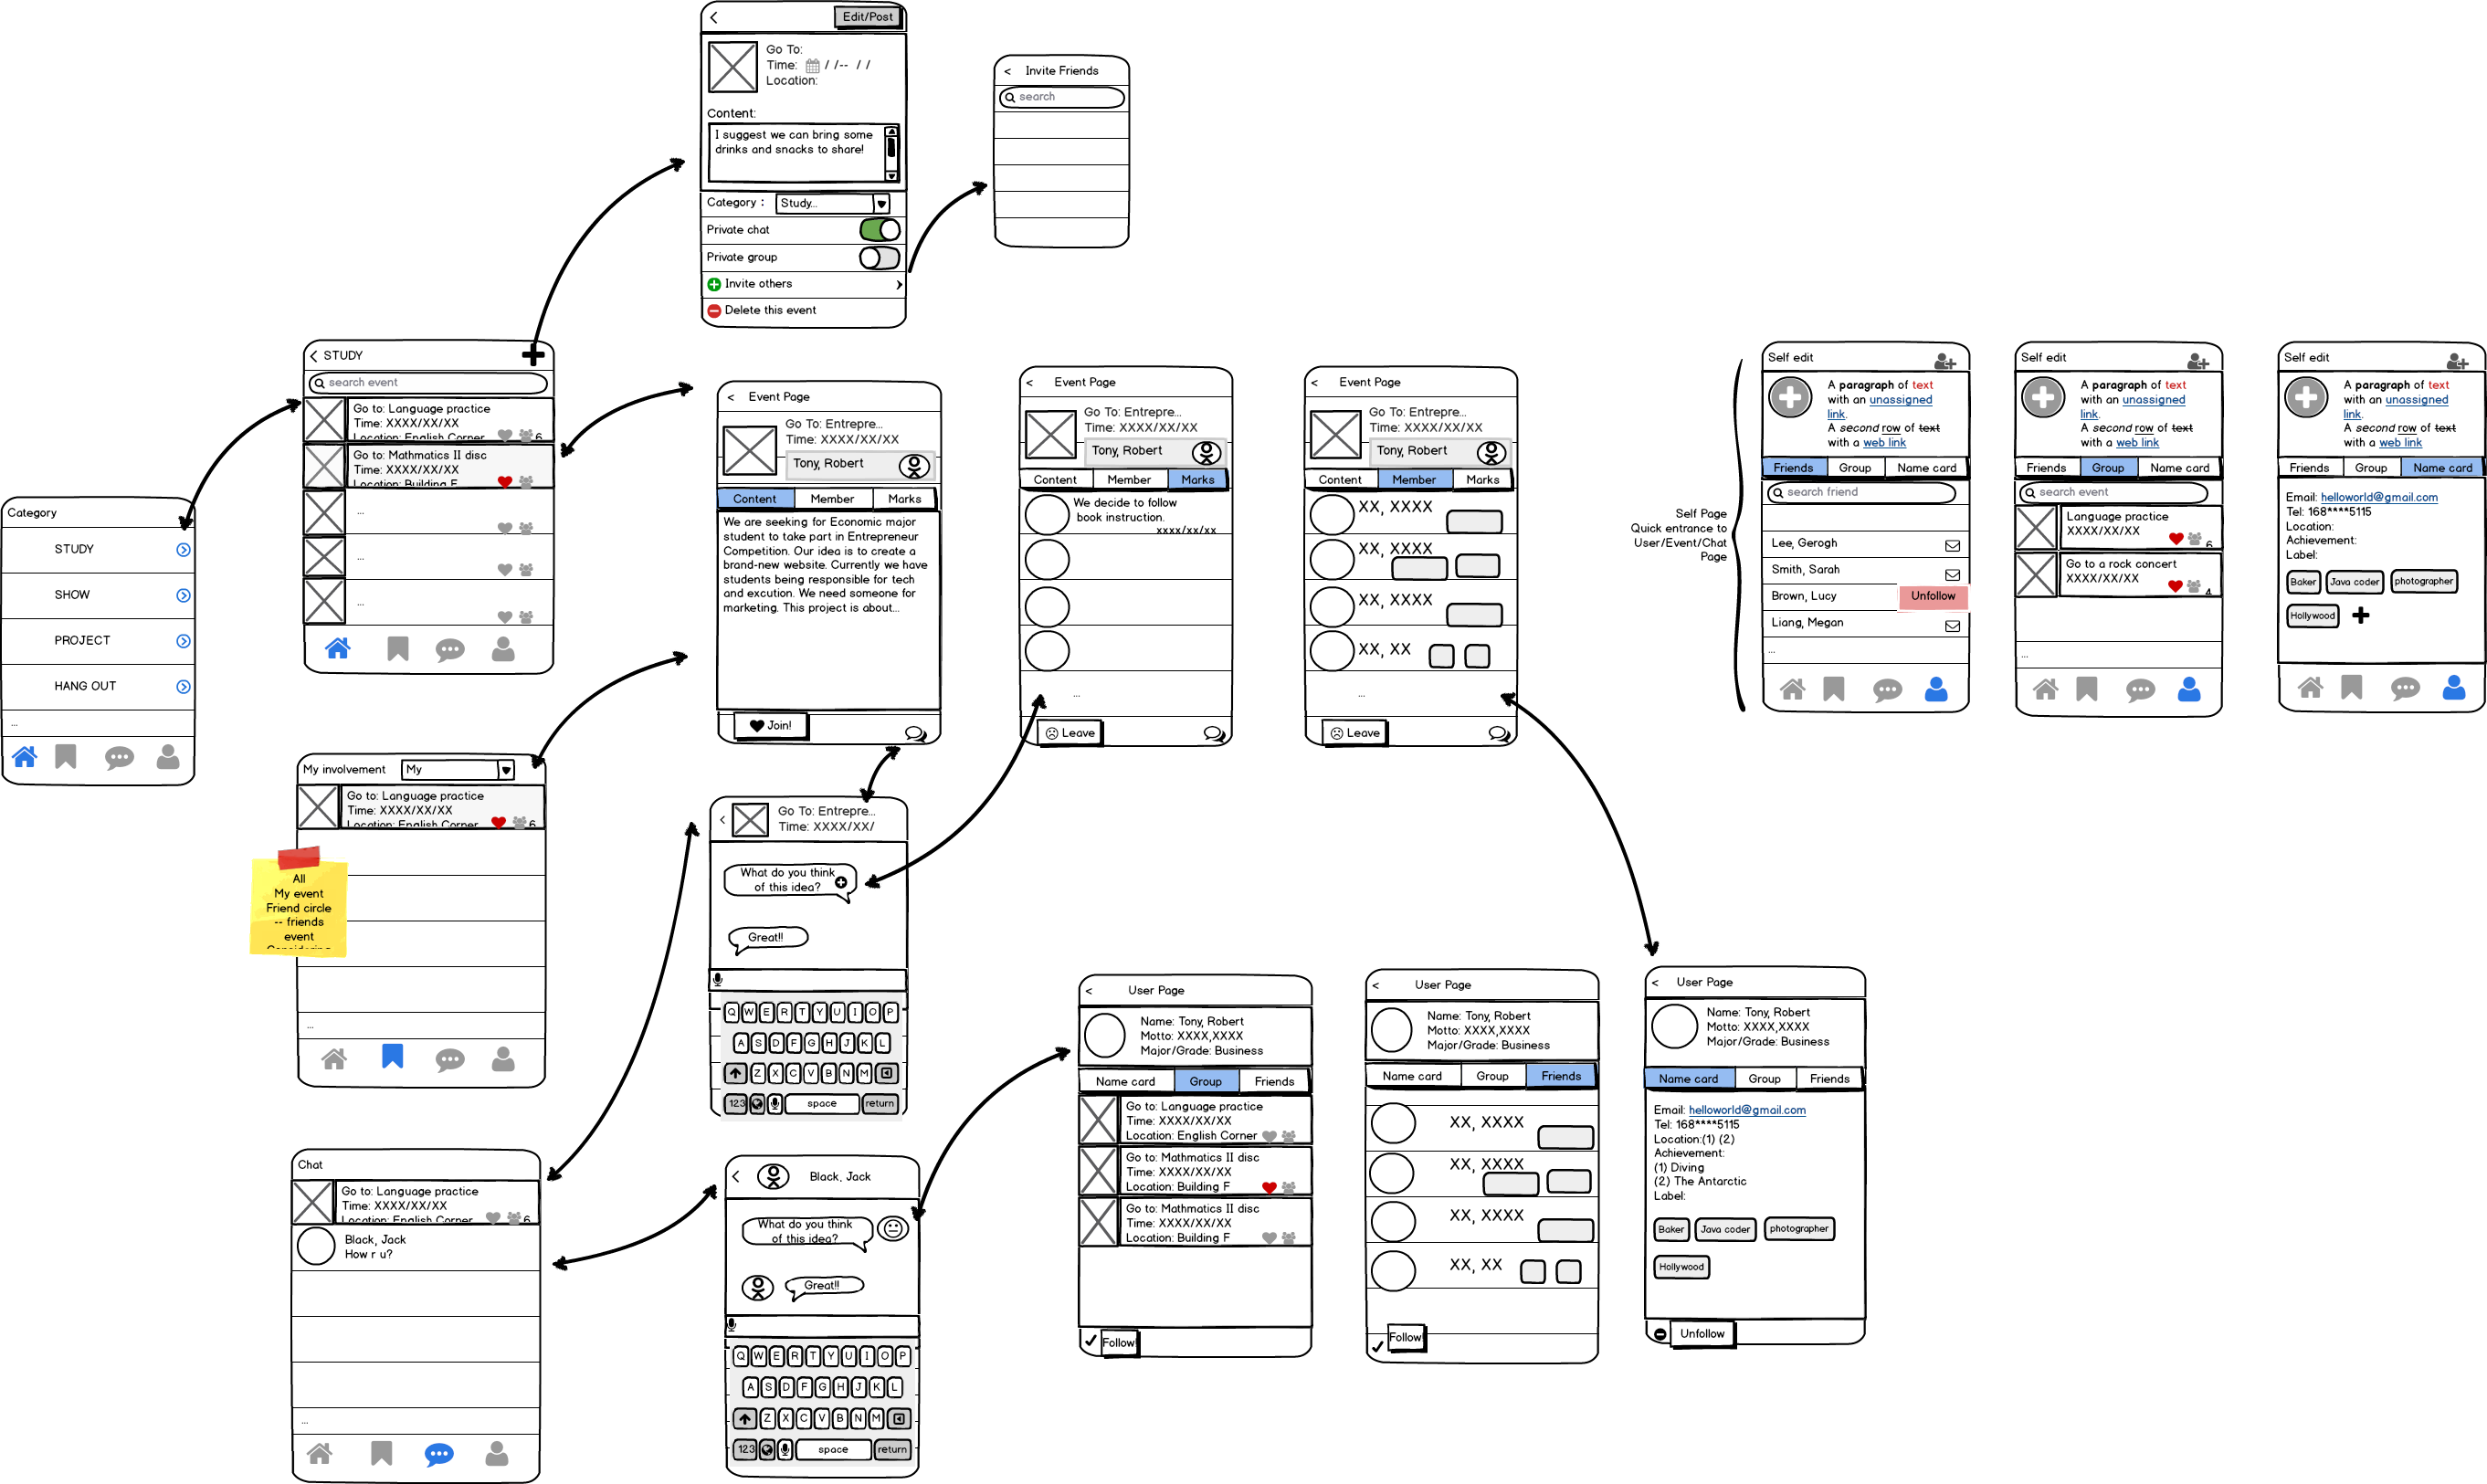 Edit/Post
Go To:
Time: / /-- / /
Location:
Content:
I suggest we can bring some
drinks and snacks to share!
Category :
Study...
Private chat
Private group
Invite others
Delete this event
< Invite Friends
search
STUDY
search event
Go to: Language practice
Time: XXXX/XX/XX
Location: English Corner
6
Go to: Mathmatics II disc
Time: XXXX/XX/XX
Location: Building F
...
...
...
Category
STUDY
SHOW
PROJECT
HANG OUT
...
< Event Page
Go To: Entrepre...
Time: XXXX/XX/XX
Tony, Robert
Content Member Marks
We are seeking for Economic major
student to take part in Entrepreneur
Competition. Our idea is to create a
brand-new website. Currently we have
students being responsible for tech
and excution. We need someone for
marketing. This project is about...
Join!
< Event Page
Go To: Entrepre...
Time: XXXX/XX/XX
Tony, Robert
Content Member Marks
We decide to follow
book instruction.
xxxx/xx/xx
...
Leave
< Event Page
Go To: Entrepre...
Time: XXXX/XX/XX
Tony, Robert
Content Member Marks
XX, XXXX
XX, XXXX
XX, XXXX
XX, XX
...
Leave
Self Page
Quick entrance to
User/Event/Chat
Page
Self edit
A paragraph of text
with an unassigned
link.
A second row of text
with a web link
Friends Group Name card
search friend
Lee, Gerogh
Smith, Sarah
Brown, Lucy
Unfollow
Liang, Megan
...
Self edit
A paragraph of text
with an unassigned
link.
A second row of text
with a web link
Friends Group Name card
search event
Language practice
XXXX/XX/XX
6
Go to a rock concert
XXXX/XX/XX
4
...
Self edit
A paragraph of text
with an unassigned
link.
A second row of text
with a web link
Friends Group Name card
Email: helloworld@gmail.com
Tel: 168****5115
Location:
Achievement:
Label:
Baker Java coder photographer
Hollywood
My involvement
My
Go to: Language practice
Time: XXXX/XX/XX
Location: English Corner
6
...
All
My event
Friend circle
-- friends
event
Considering
< Go To: Entrepre...
Time: XXXX/XX/
What do you think
of this idea?
Great!!
Q W E R T Y U I O P
A S D F G H J K L
Z X C V B N M
123 space return
Chat
Go to: Language practice
Time: XXXX/XX/XX
Location: English Corner
6
Black, Jack
How r u?
...
Black, Jack
What do you think
of this idea?
Great!!
Q W E R T Y U I O P
A S D F G H J K L
Z X C V B N M
123 space return
< User Page
Name: Tony, Robert
Motto: XXXX,XXXX
Major/Grade: Business
Name card Group Friends
Go to: Language practice
Time: XXXX/XX/XX
Location: English Corner
Go to: Mathmatics II disc
Time: XXXX/XX/XX
Location: Building F
Go to: Mathmatics II disc
Time: XXXX/XX/XX
Location: Building F
Follow
< User Page
Name: Tony, Robert
Motto: XXXX,XXXX
Major/Grade: Business
Name card Group Friends
XX, XXXX
XX, XXXX
XX, XXXX
XX, XX
Follow
< User Page
Name: Tony, Robert
Motto: XXXX,XXXX
Major/Grade: Business
Name card Group Friends
Email: helloworld@gmail.com
Tel: 168****5115
Location:(1) (2)
Achievement:
(1) Diving
(2) The Antarctic
Label:
Baker Java coder photographer
Hollywood
Unfollow